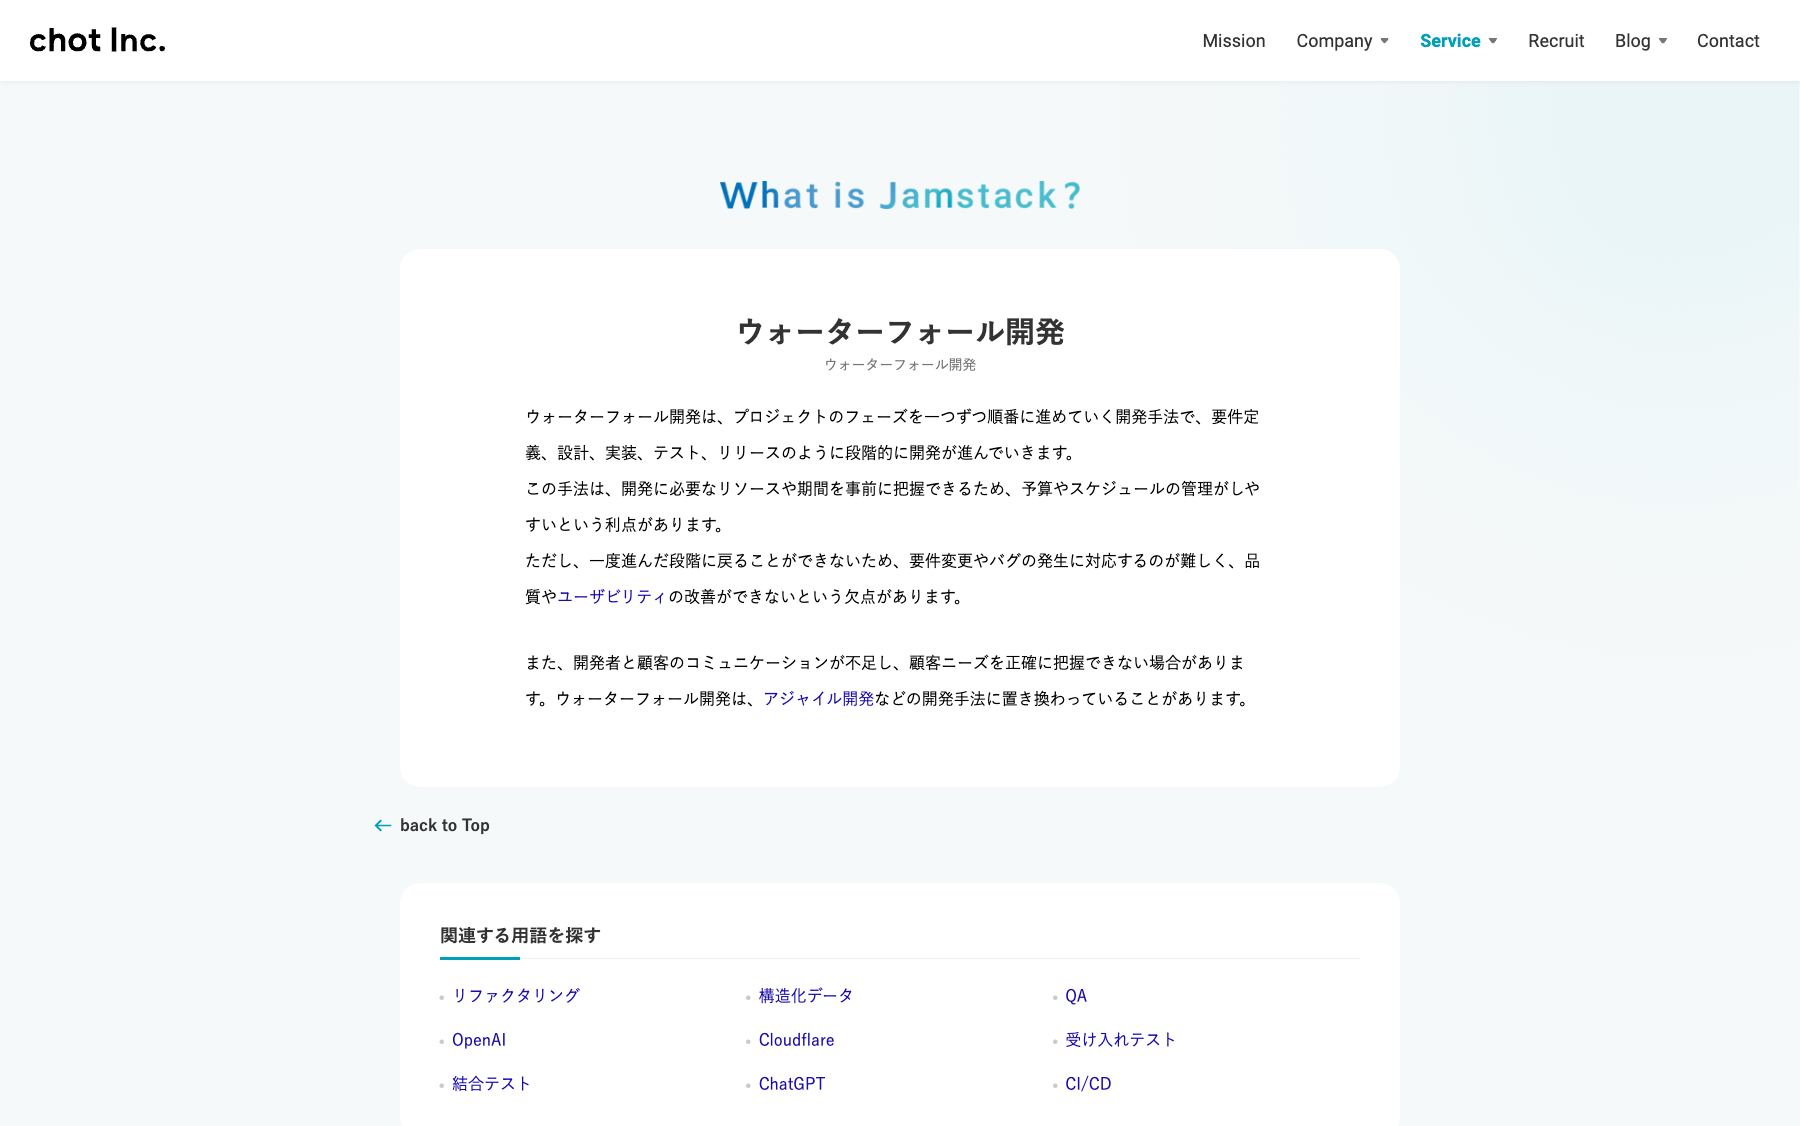 chot Inc.
Mission
Company
Service
Recruit
Blog
Contact
What is Jamstack?
ウォーターフォール開発
ウォーターフォール開発
ウォーターフォール開発は、プロジェクトのフェーズを一つずつ順番に進めていく開発手法で、要件定
義、設計、実装、テスト、リリースのように段階的に開発が進んでいきます。
この手法は、開発に必要なリソースや期間を事前に把握できるため、予算やスケジュールの管理がしや
すいという利点があります。
ただし、一度進んだ段階に戻ることができないため、要件変更やバグの発生に対応するのが難しく、品
質やユーザビリティの改善ができないという欠点があります。
また、開発者と顧客のコミュニケーションが不足し、顧客ニーズを正確に把握できない場合がありま
す。ウォーターフォール開発は、アジャイル開発などの開発手法に置き換わっていることがあります。
back to Top
関連する用語を探す
リファクタリング
構造化データ
QA
OpenAI
Cloudflare
受け入れテスト
結合テスト
ChatGPT
CI/CD